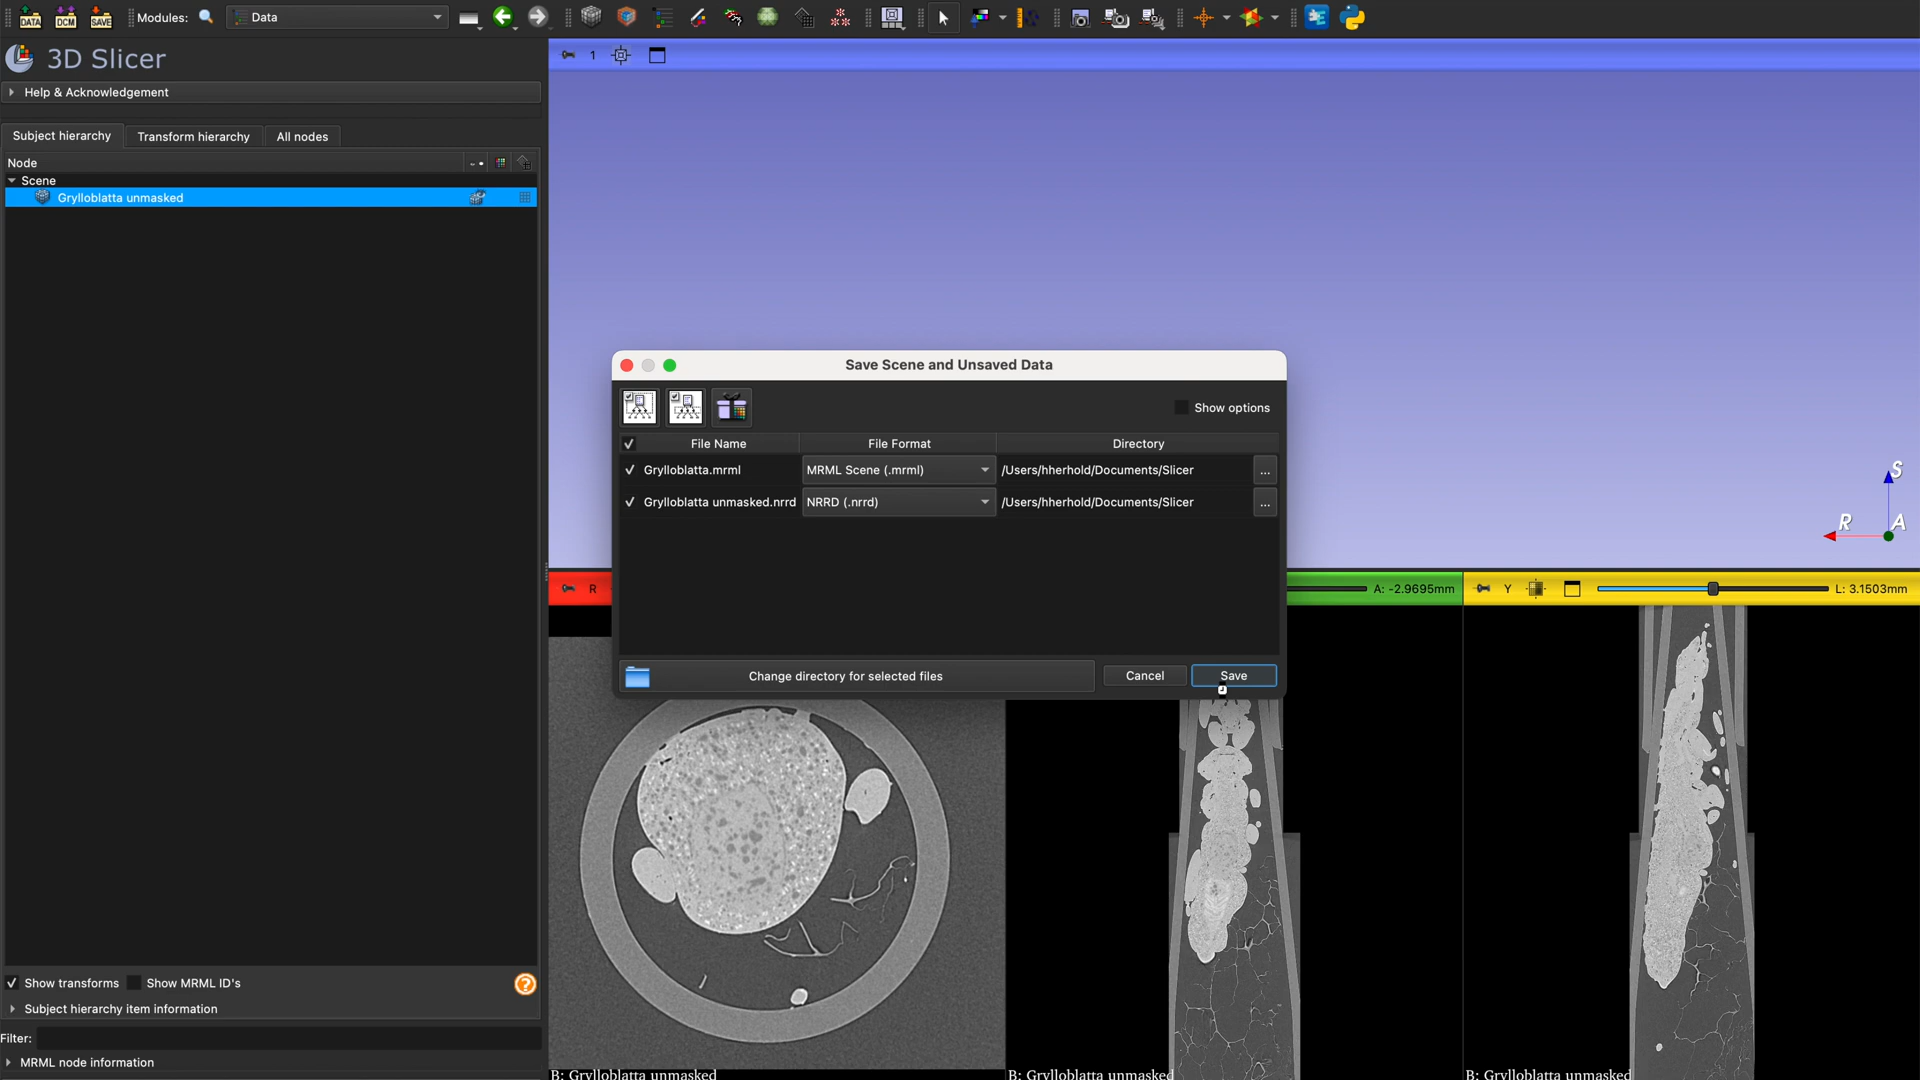 DATA DCM SAVE Modules: Data
3D Slicer
Help & Acknowledgement
Subject hierarchy Transform hierarchy All nodes
Node
Scene
Grylloblatta unmasked
1
Save Scene and Unsaved Data
Show options
File Name File Format Directory
Grylloblatta.mrml MRML Scene (.mrml) /Users/hherhold/Documents/Slicer ...
Grylloblatta unmasked.nrrd NRRD (.nrrd) /Users/hherhold/Documents/Slicer ...
Change directory for selected files Cancel Save
S
R A
R A: -2.9695mm Y L: 3.1503mm
Show transforms Show MRML ID's ?
Subject hierarchy item information
Filter:
MRML node information
B: Grylloblatta unmasked B: Grylloblatta unmasked B: Grylloblatta unmasked